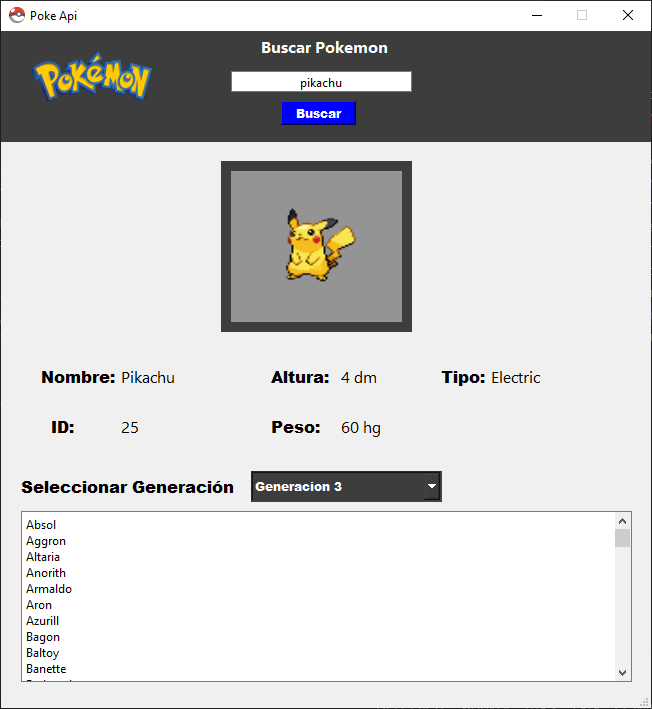 Poke Api
POKéMON
Buscar Pokemon
pikachu
Buscar
Nombre: Pikachu Altura: 4 dm Tipo: Electric
ID: 25 Peso: 60 hg
Seleccionar Generación Generacion 3
Absol
Aggron
Altaria
Anorith
Armaldo
Aron
Azurill
Bagon
Baltoy
Banette